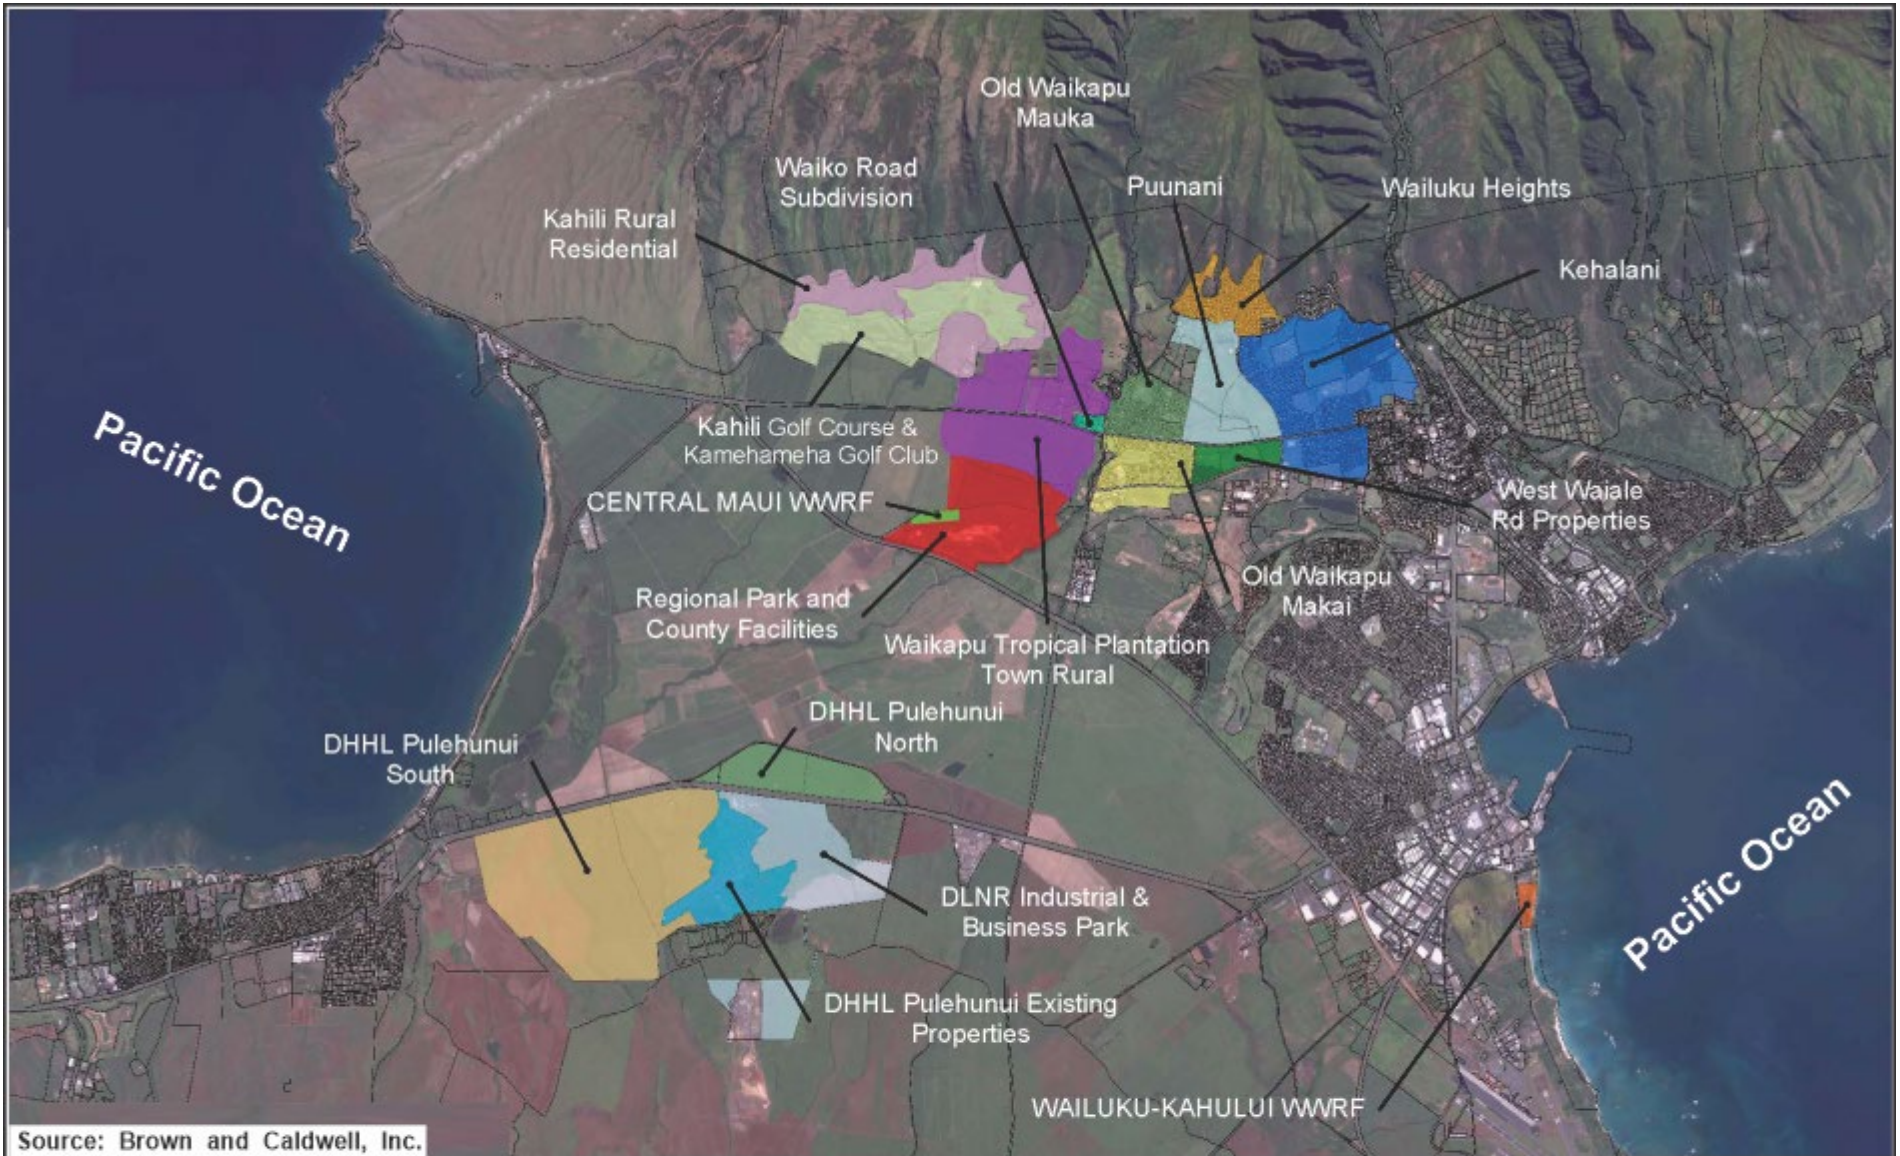 Old Waikapu
Mauka
Waiko Road
Subdivision
Puunani
Wailuku Heights
Kahili Rural
Residential
Kehalani
Pacific Ocean
Kahili Golf Course &
Kamehameha Golf Club
CENTRAL MAUI WWRF
West Waiale
Rd Properties
Old Waikapu
Makai
Regional Park and
County Facilities
Waikapu Tropical Plantation
Town Rural
DHHL Pulehunui
North
DHHL Pulehunui
South
Pacific Ocean
DLNR Industrial &
Business Park
DHHL Pulehunui Existing
Properties
WAILUKU-KAHULUI WWRF
Source: Brown and Caldwell, Inc.